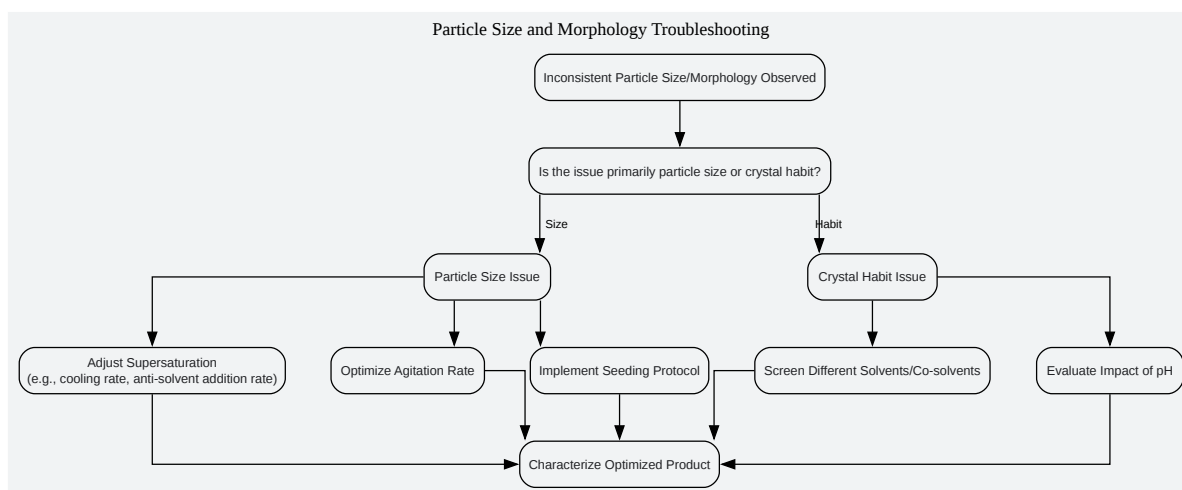 Particle Size and Morphology Troubleshooting
Inconsistent Particle Size/Morphology Observed
Is the issue primarily particle size or crystal habit?
Size
Habit
Particle Size Issue
Crystal Habit Issue
Adjust Supersaturation
(e.g., cooling rate, anti-solvent addition rate)
Optimize Agitation Rate
Implement Seeding Protocol
Screen Different Solvents/Co-solvents
Evaluate Impact of pH
Characterize Optimized Product